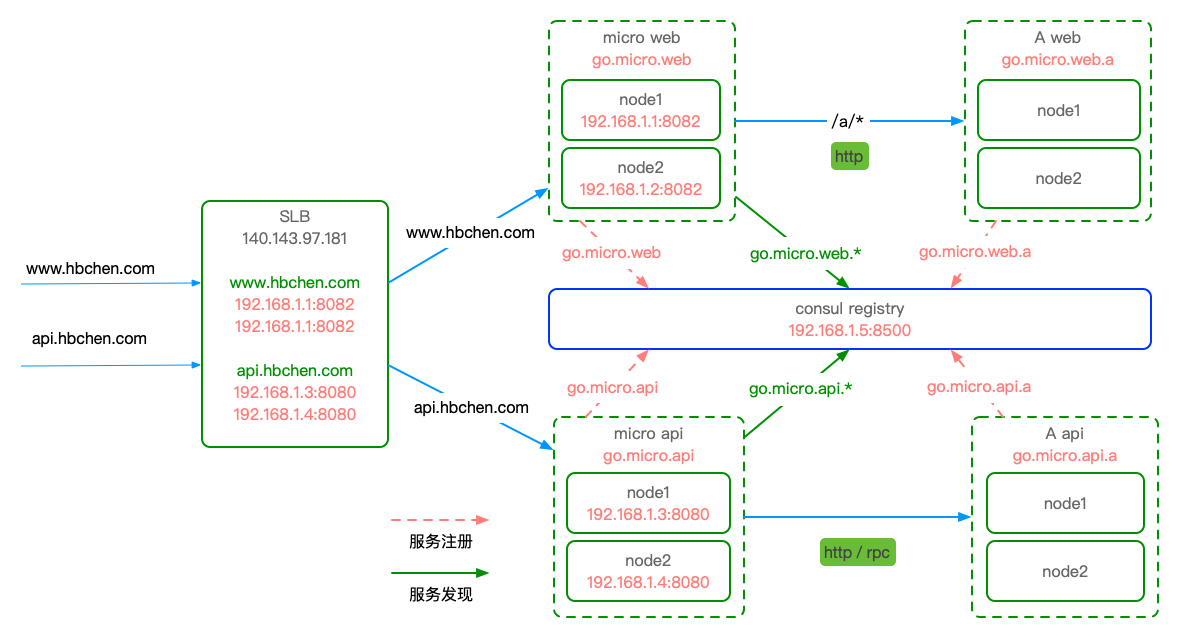 www.hbchen.com
api.hbchen.com
SLB
140.143.97.181
www.hbchen.com
192.168.1.1:8082
192.168.1.1:8082
api.hbchen.com
192.168.1.3:8080
192.168.1.4:8080
www.hbchen.com
api.hbchen.com
micro web
go.micro.web
node1
192.168.1.1:8082
node2
192.168.1.2:8082
/a/*
http
A web
go.micro.web.a
node1
node2
go.micro.web
go.micro.web.*
go.micro.web.a
consul registry
192.168.1.5:8500
go.micro.api
go.micro.api.*
go.micro.api.a
micro api
go.micro.api
node1
192.168.1.3:8080
node2
192.168.1.4:8080
http / rpc
A api
go.micro.api.a
node1
node2
服务注册
服务发现